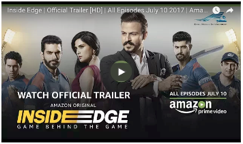 Inside Edge | Official Trailer [HD] | All Episodes July 10 2017 | Ama
WATCH OFFICIAL TRAILER
AMAZON ORIGINAL
INSIDE EDGE
GAME BEHIND THE GAME
ALL EPISODES JULY 10
amazon
prime video